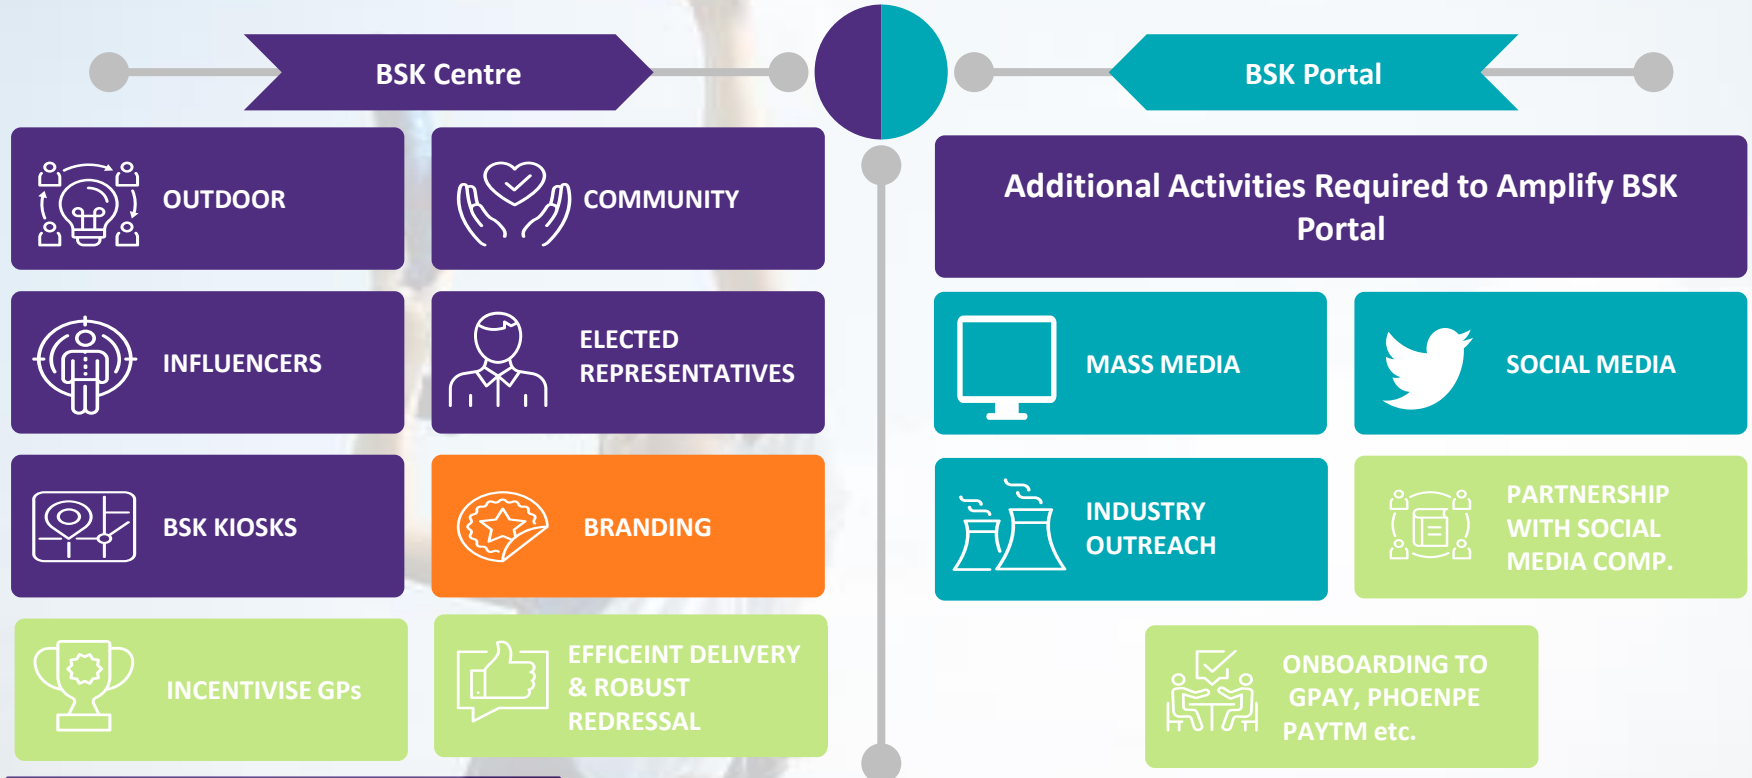 BSK Centre
OUTDOOR
COMMUNITY
INFLUENCERS
ELECTED
REPRESENTATIVES
BSK KIOSKS
BRANDING
INCENTIVISE GPs
EFFICEINT DELIVERY
& ROBUST
REDRESSAL
BSK Portal
Additional Activities Required to Amplify BSK
Portal
MASS MEDIA
SOCIAL MEDIA
INDUSTRY
OUTREACH
PARTNERSHIP
WITH SOCIAL
MEDIA COMP.
ONBOARDING TO
GPAY, PHOENPE
PAYTM etc.